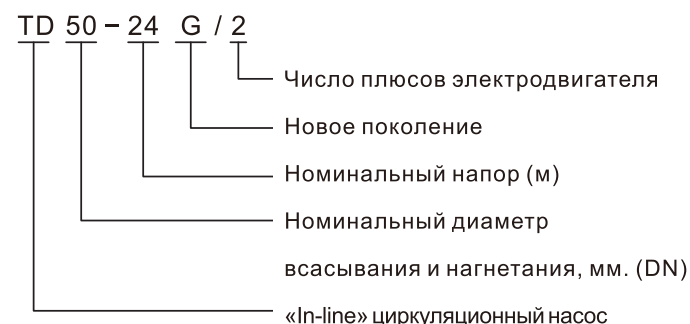 TD 50 – 24 G / 2
Число плюсов электродвигателя
Новое поколение
Номинальный напор (м)
Номинальный диаметр
всасывания и нагнетания, мм. (DN)
«In-line» циркуляционный насос